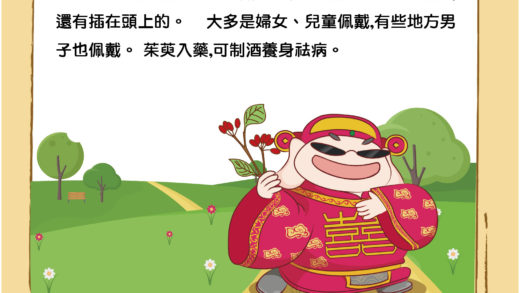 還有插在頭上的。　大多是婦女、兒童佩戴,有些地方男
子也佩戴。 茱萸入藥,可制酒養身祛病。
囍